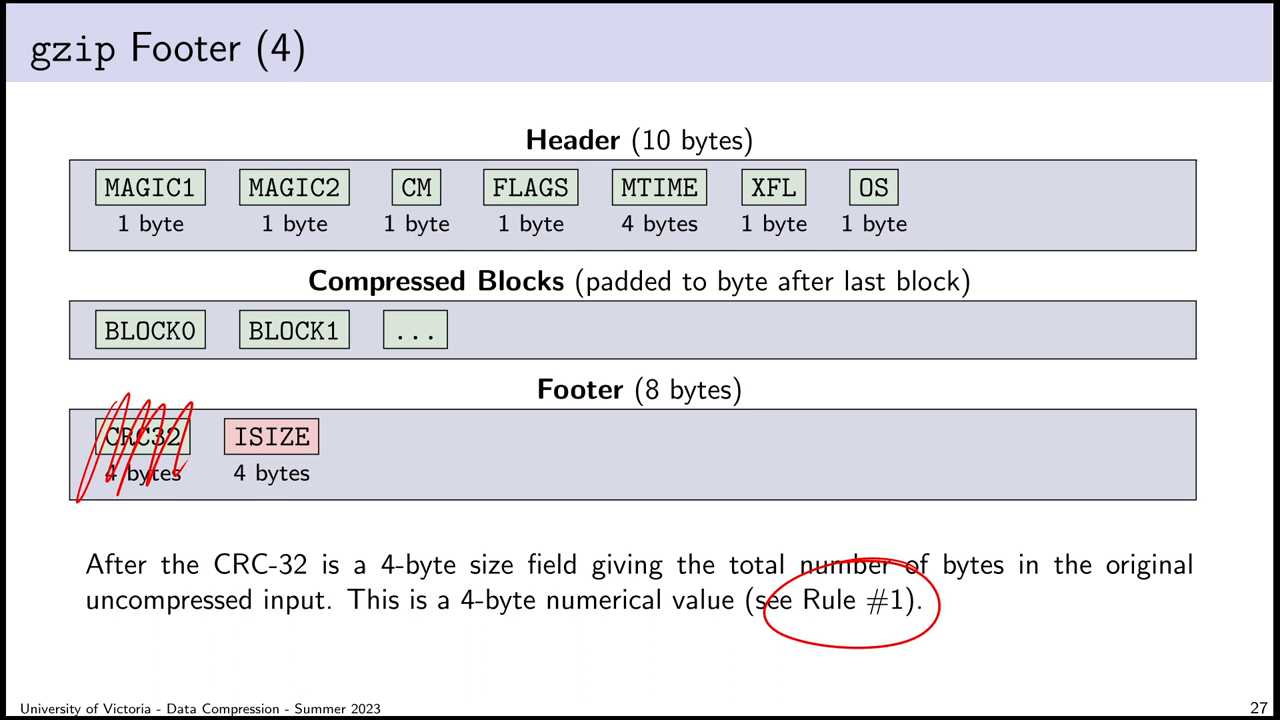 gzip Footer (4)
Header (10 bytes)
MAGIC1 MAGIC2 CM FLAGS MTIME XFL OS
1 byte 1 byte 1 byte 1 byte 4 bytes 1 byte 1 byte
Compressed Blocks (padded to byte after last block)
BLOCK0 BLOCK1 ...
Footer (8 bytes)
CRC32 ISIZE
4 bytes 4 bytes
After the CRC-32 is a 4-byte size field giving the total number of bytes in the original
uncompressed input. This is a 4-byte numerical value (see Rule #1).
University of Victoria - Data Compression - Summer 2023 27